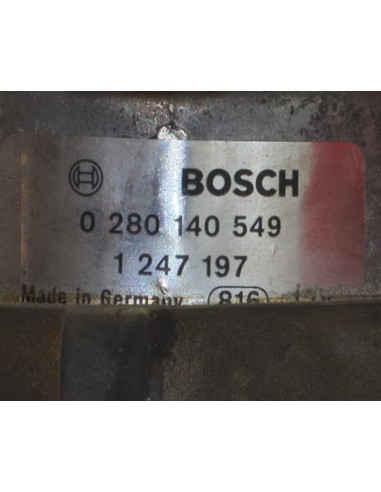 BOSCH
0 280 140 549
1 247 197
Made in Germany 816